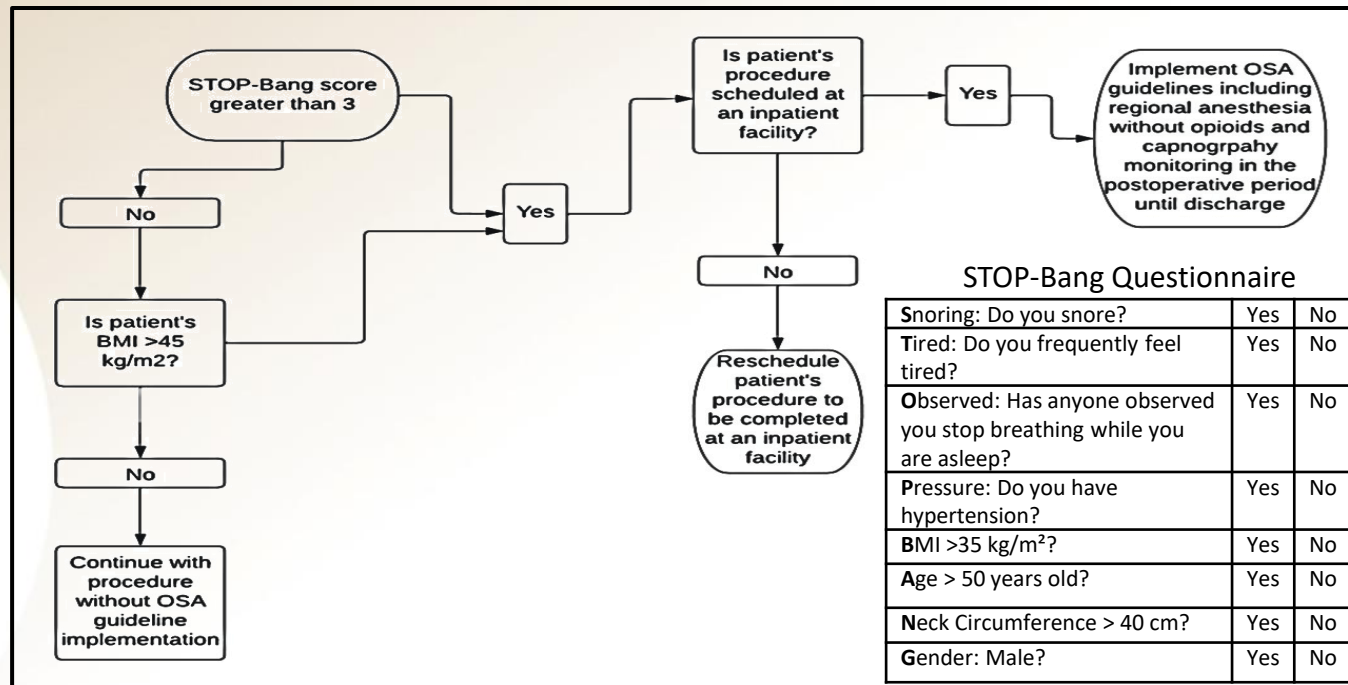 STOP-Bang score
greater than 3
No
Is patient's
BMI >45
kg/m2?
No
Continue with
procedure
without OSA
guideline
implementation
Yes
Is patient's
procedure
scheduled at
an inpatient
facility?
No
Reschedule
patient's
procedure to
be completed
at an inpatient
facility
Yes
Implement OSA
guidelines including
regional anesthesia
without opioids and
capnogrpahy
monitoring in the
postoperative period
until discharge
STOP-Bang Questionnaire
Snoring: Do you snore? Yes No
Tired: Do you frequently feel Yes No
tired?
Observed: Has anyone observed Yes No
you stop breathing while you
are asleep?
Pressure: Do you have Yes No
hypertension?
BMI >35 kg/m²? Yes No
Age > 50 years old? Yes No
Neck Circumference > 40 cm? Yes No
Gender: Male? Yes No